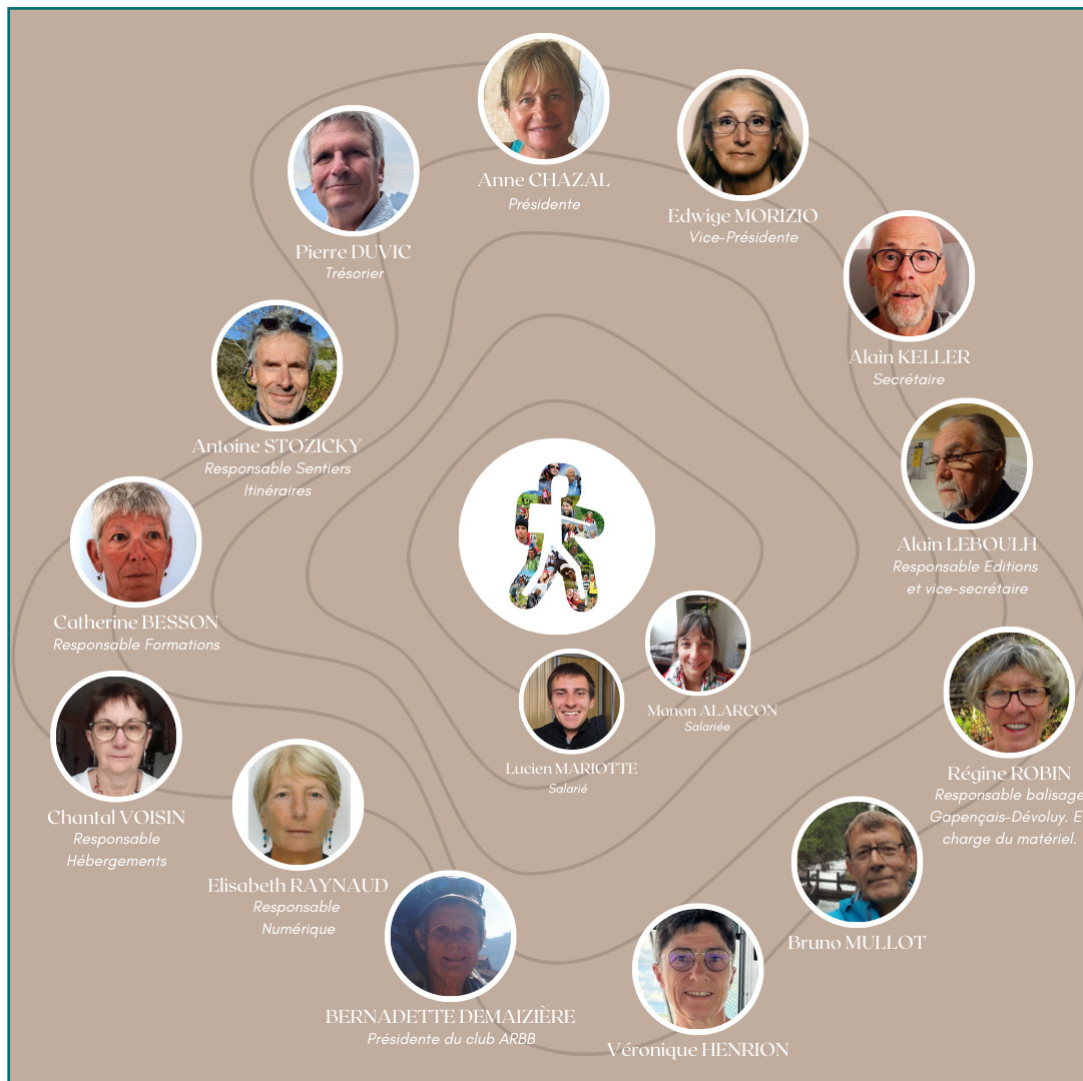 Anne CHAZAL
Présidente
Edwige MORIZIO
Vice-Présidente
Pierre DUVIC
Trésorier
Alain KELLER
Secrétaire
Antoine STOZICKY
Responsable Sentiers
Itinéraires
Alain LEBOULH
Responsable Editions
et vice-secrétaire
Catherine BESSON
Responsable Formations
Manon ALARCON
Salariée
Lucien MARIOTTE
Salarié
Régine ROBIN
Responsable balisage
Gapençais-Dévoluy. E
charge du matériel.
Chantal VOISIN
Responsable
Hébergements
Elisabeth RAYNAUD
Responsable
Numérique
Bruno MULLOT
BERNADETTE DEMAIZIÈRE
Présidente du club ARBB
Véronique HENRION